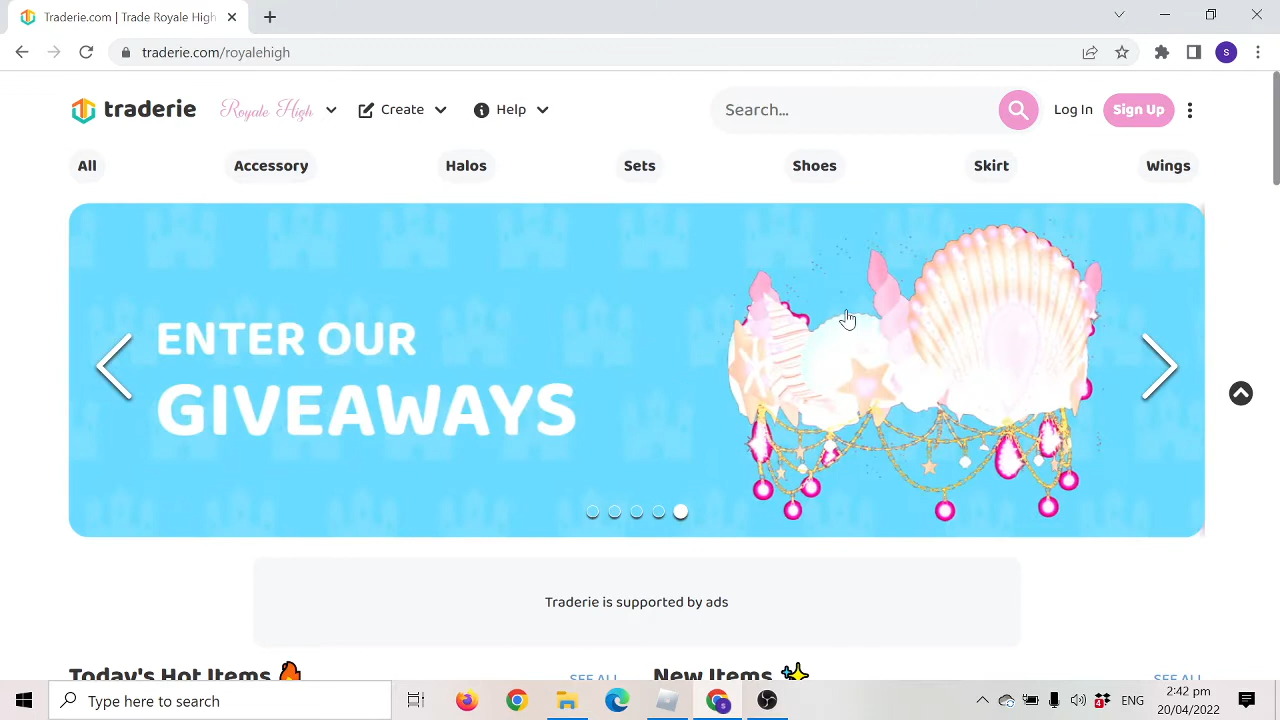 Traderie.com | Trade Royale High
traderie.com/royalehigh
S
traderie
Royale High
Create
Help
Search...
Log In
Sign Up
All
Accessory
Halos
Sets
Shoes
Skirt
Wings
ENTER OUR
GIVEAWAYS
Traderie is supported by ads
Today's Hot Items
SEE ALL
New Items
SEE ALL
Type here to search
S
ENG
2:42 pm
20/04/2022